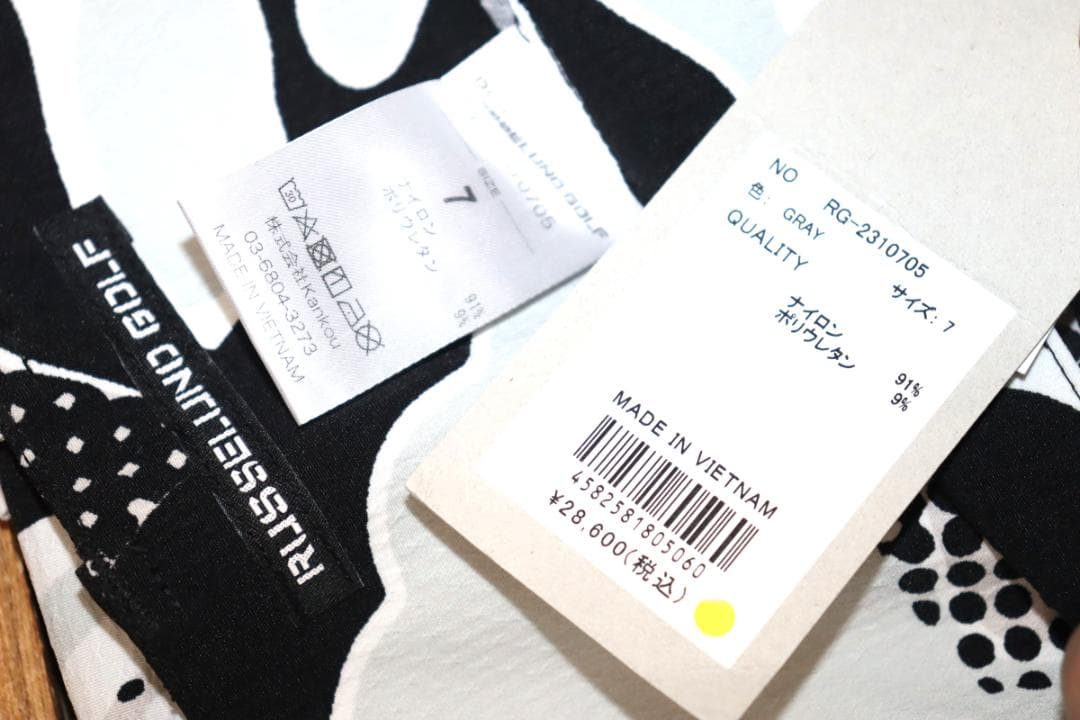 RUSSELUNO GOLF
SIZE
7
ナイロン 91%
ポリウレタン 9%
株式会社Kankou
03-6804-3273
MADE IN VIETNAM
NO RG-2310705
色: GRAY サイズ: 7
QUALITY
ナイロン 91%
ポリウレタン 9%
MADE IN VIETNAM
4582581805060
¥28,600(税込)